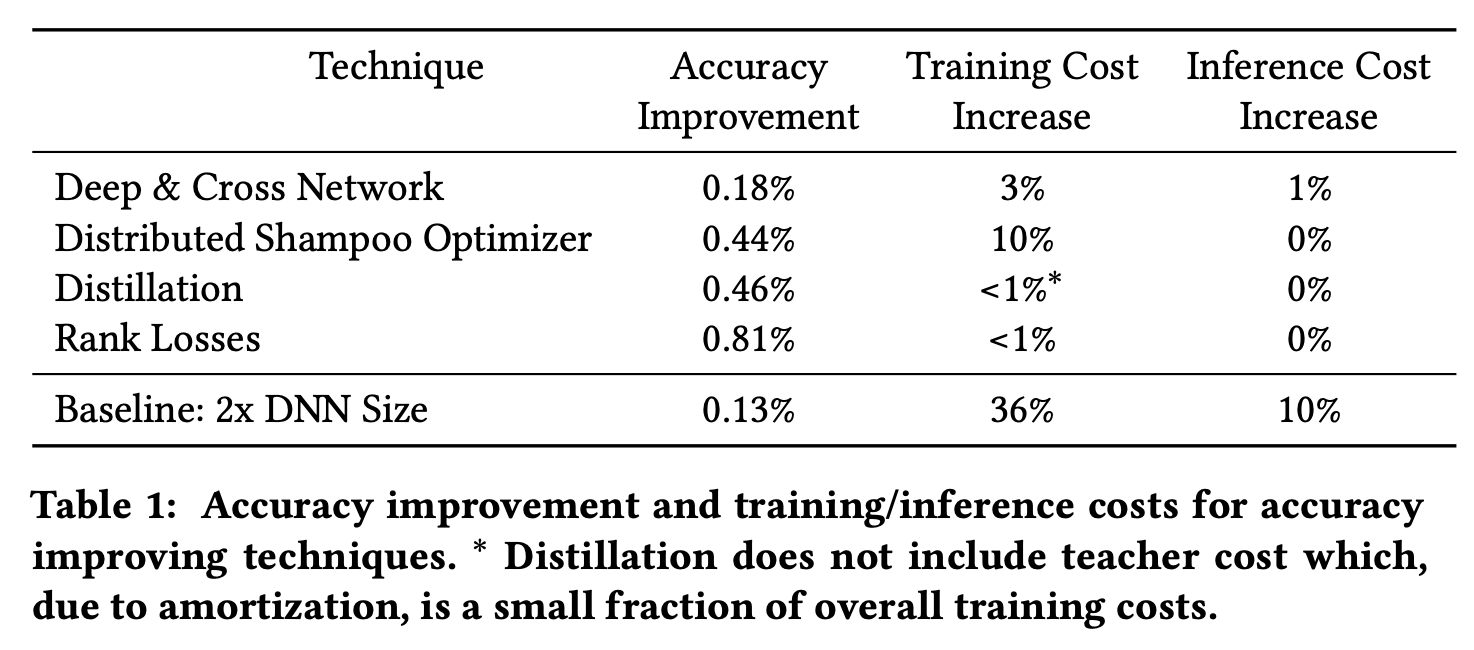 Technique Accuracy Improvement Training Cost Increase Inference Cost Increase
Deep & Cross Network 0.18% 3% 1%
Distributed Shampoo Optimizer 0.44% 10% 0%
Distillation 0.46% <1%* 0%
Rank Losses 0.81% <1% 0%
Baseline: 2x DNN Size 0.13% 36% 10%
Table 1: Accuracy improvement and training/inference costs for accuracy
improving techniques. * Distillation does not include teacher cost which,
due to amortization, is a small fraction of overall training costs.